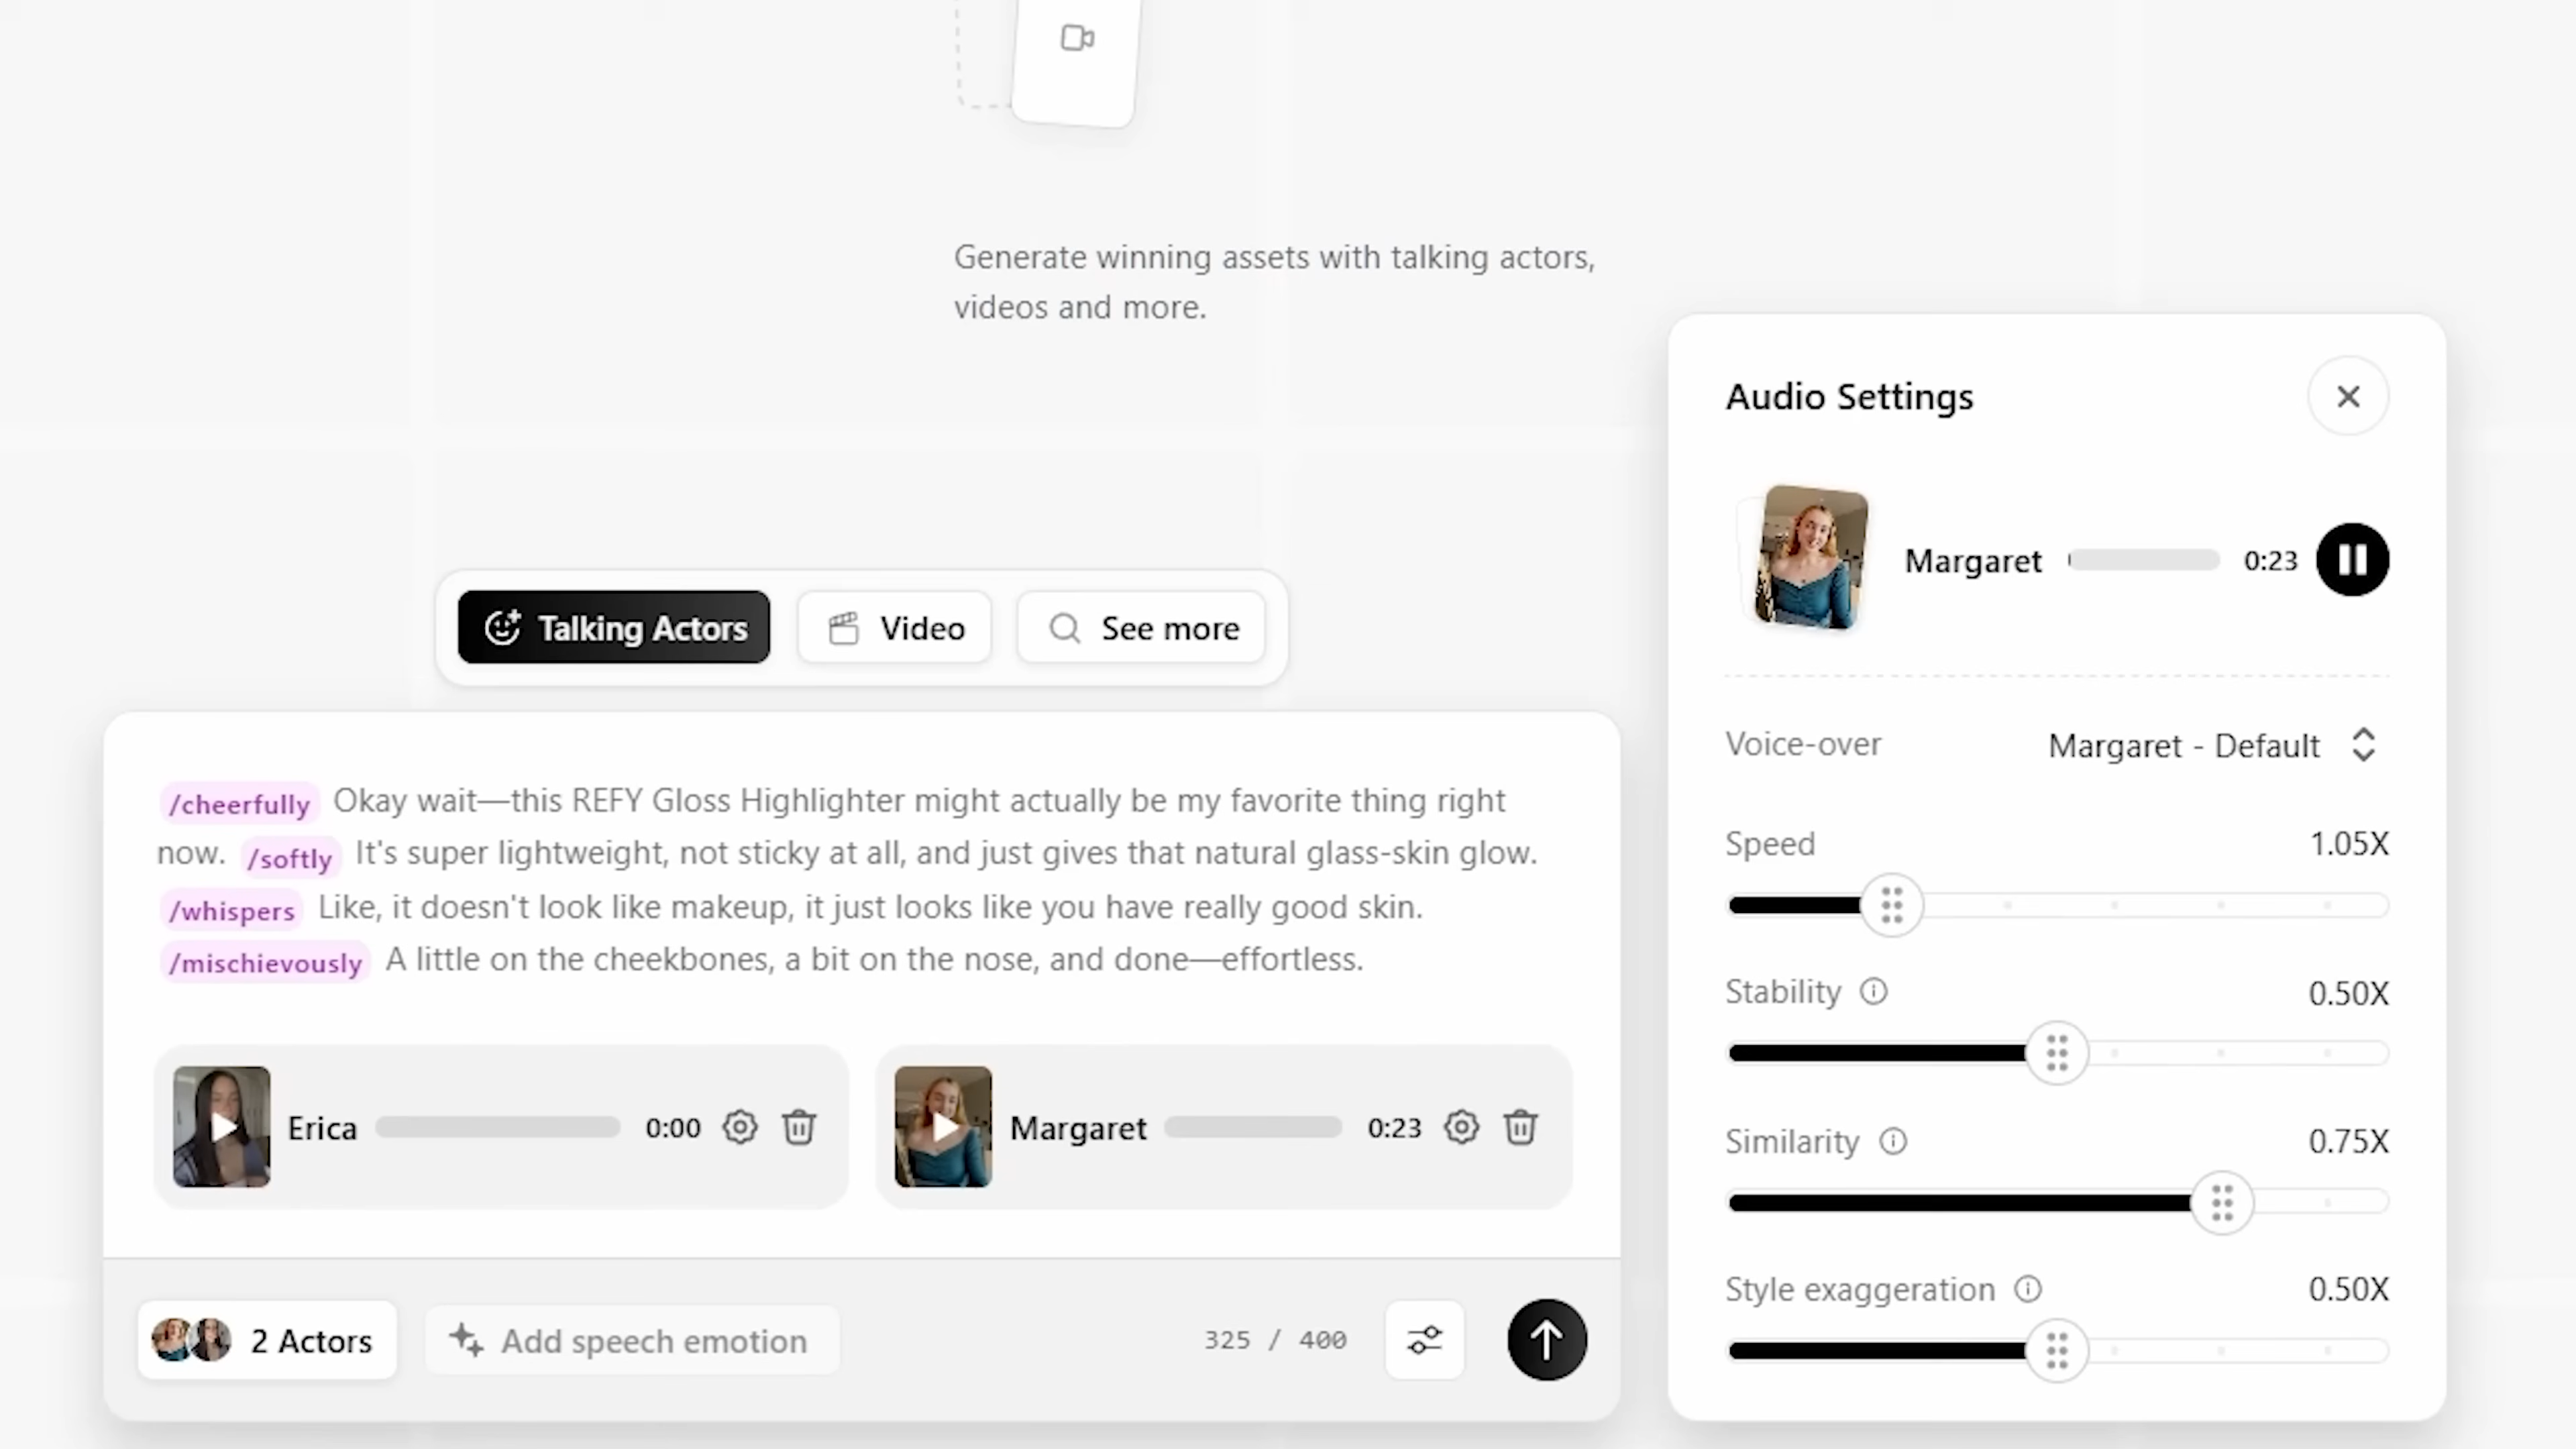 Generate winning assets with talking actors,
videos and more.
Talking Actors
Video
See more
/cheerfully Okay wait—this REFY Gloss Highlighter might actually be my favorite thing right
now. /softly It's super lightweight, not sticky at all, and just gives that natural glass-skin glow.
/whispers Like, it doesn't look like makeup, it just looks like you have really good skin.
/mischievously A little on the cheekbones, a bit on the nose, and done—effortless.
Erica 0:00
Margaret 0:23
2 Actors
Add speech emotion
325 / 400
Audio Settings
Margaret 0:23
Voice-over Margaret - Default
Speed 1.05X
Stability 0.50X
Similarity 0.75X
Style exaggeration 0.50X